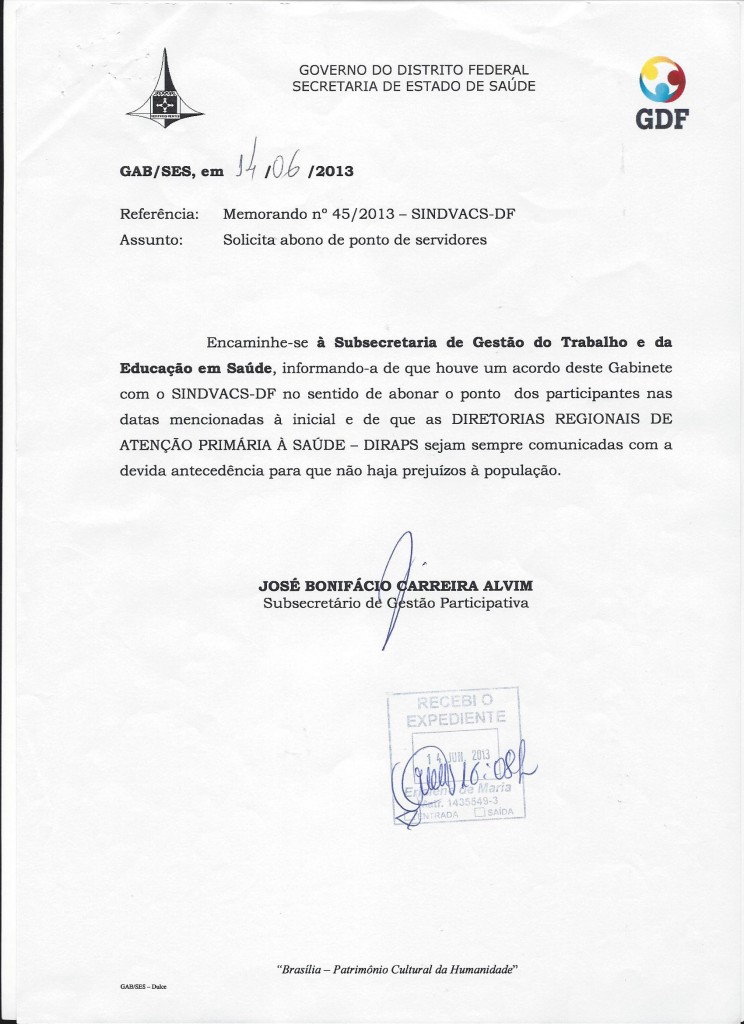 GOVERNO DO DISTRITO FEDERAL
SECRETARIA DE ESTADO DE SAÚDE
GDF
GAB/SES, em 14/06/2013
Referência: Memorando nº 45/2013 – SINDVACS-DF
Assunto: Solicita abono de ponto de servidores
Encaminhe-se à Subsecretaria de Gestão do Trabalho e da
Educação em Saúde, informando-a de que houve um acordo deste Gabinete
com o SINDVACS-DF no sentido de abonar o ponto dos participantes nas
datas mencionadas à inicial e de que as DIRETORIAS REGIONAIS DE
ATENÇÃO PRIMÁRIA À SAÚDE – DIRAPS sejam sempre comunicadas com a
devida antecedência para que não haja prejuízos à população.
JOSÉ BONIFÁCIO CARREIRA ALVIM
Subsecretário de Gestão Participativa
RECEBI O
EXPEDIENTE
14 JUN. 2013
16:08h
de Maria
Matr. 1435549-3
ENTRADA SAÍDA
“Brasília – Patrimônio Cultural da Humanidade”
GAB/SES – Dulce